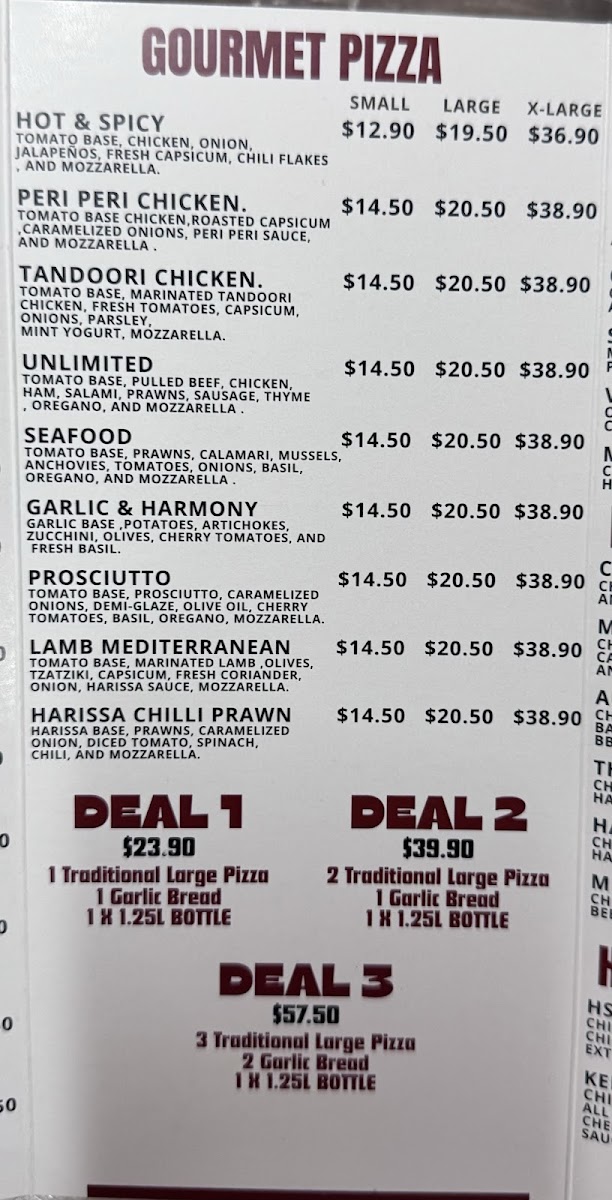 GOURMET PIZZA
SMALL LARGE X-LARGE
HOT & SPICY $12.90 $19.50 $36.90
TOMATO BASE, CHICKEN, ONION,
JALAPEÑOS, FRESH CAPSICUM, CHILI FLAKES
, AND MOZZARELLA.
PERI PERI CHICKEN. $14.50 $20.50 $38.90
TOMATO BASE CHICKEN,ROASTED CAPSICUM
,CARAMELIZED ONIONS, PERI PERI SAUCE,
AND MOZZARELLA .
TANDOORI CHICKEN. $14.50 $20.50 $38.90
TOMATO BASE, MARINATED TANDOORI
CHICKEN, FRESH TOMATOES, CAPSICUM,
ONIONS, PARSLEY,
MINT YOGURT, MOZZARELLA.
UNLIMITED $14.50 $20.50 $38.90
TOMATO BASE, PULLED BEEF, CHICKEN,
HAM, SALAMI, PRAWNS, SAUSAGE, THYME
, OREGANO, AND MOZZARELLA .
SEAFOOD $14.50 $20.50 $38.90
TOMATO BASE, PRAWNS, CALAMARI, MUSSELS,
ANCHOVIES, TOMATOES, ONIONS, BASIL,
OREGANO, AND MOZZARELLA .
GARLIC & HARMONY $14.50 $20.50 $38.90
GARLIC BASE ,POTATOES, ARTICHOKES,
ZUCCHINI, OLIVES, CHERRY TOMATOES, AND
FRESH BASIL.
PROSCIUTTO $14.50 $20.50 $38.90
TOMATO BASE, PROSCIUTTO, CARAMELIZED
ONIONS, DEMI-GLAZE, OLIVE OIL, CHERRY
TOMATOES, BASIL, OREGANO, MOZZARELLA.
LAMB MEDITERRANEAN $14.50 $20.50 $38.90
TOMATO BASE, MARINATED LAMB ,OLIVES,
TZATZIKI, CAPSICUM, FRESH CORIANDER,
ONION, HARISSA SAUCE, MOZZARELLA.
HARISSA CHILLI PRAWN $14.50 $20.50 $38.90
HARISSA BASE, PRAWNS, CARAMELIZED
ONION, DICED TOMATO, SPINACH,
CHILI, AND MOZZARELLA.
DEAL 1
$23.90
1 Traditional Large Pizza
1 Garlic Bread
1 X 1.25L BOTTLE
DEAL 2
$39.90
2 Traditional Large Pizza
1 Garlic Bread
1 X 1.25L BOTTLE
DEAL 3
$57.50
3 Traditional Large Pizza
2 Garlic Bread
1 X 1.25L BOTTLE